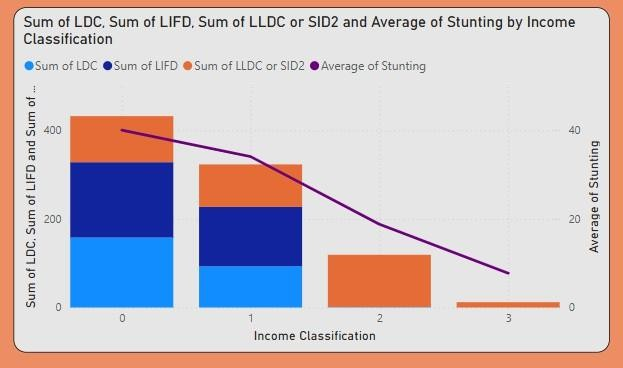 Sum of LDC, Sum of LIFD, Sum of LLDC or SID2 and Average of Stunting by Income
Classification
Sum of LDC Sum of LIFD Sum of LLDC or SID2 Average of Stunting
Sum of LDC, Sum of LIFD and Sum of ...
400
200
0
40
20
0
Average of Stunting
0 1 2 3
Income Classification